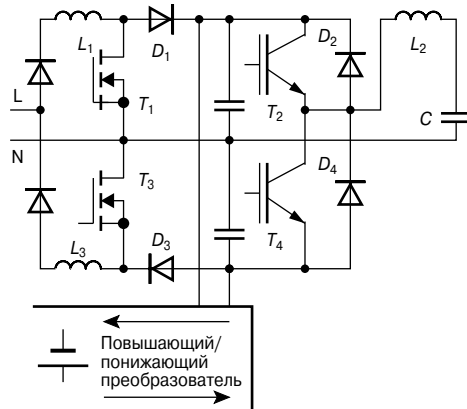 L₁
D₁
D₂
L₂
L
T₁
T₂
C
N
T₃
D₄
L₃
D₃
T₄
Повышающий/
понижающий
преобразователь